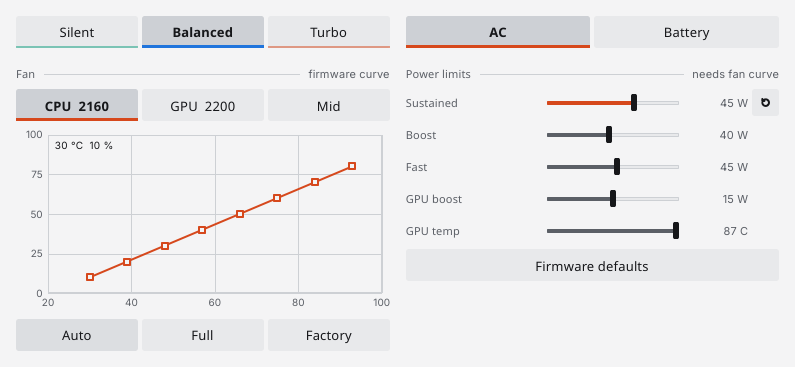 Silent
Balanced
Turbo
AC
Battery
Fan
firmware curve
Power limits
needs fan curve
CPU 2160
GPU 2200
Mid
Sustained
45 W
Boost
40 W
Fast
45 W
GPU boost
15 W
GPU temp
87 C
Firmware defaults
30 °C 10 %
100
75
50
25
0
20
40
60
80
100
Auto
Full
Factory